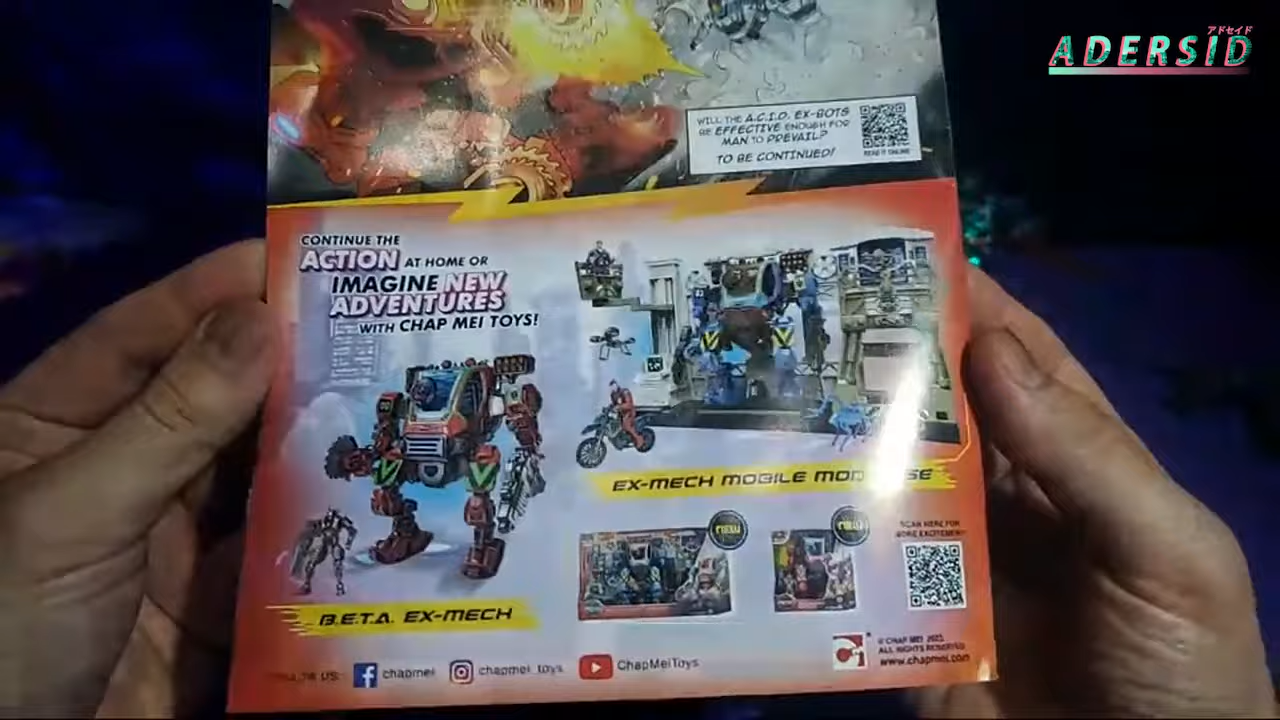 アドセイド
ADERSID
WILL THE A.C.I.D. EX-BOTS
BE EFFECTIVE ENOUGH FOR
MAN TO PREVAIL?
TO BE CONTINUED!
READ IT ONLINE
CONTINUE THE
ACTION AT HOME OR
IMAGINE NEW
ADVENTURES
WITH CHAP MEI TOYS!
EX-MECH MOBILE MOD
NEW
NEW
SCAN HERE FOR
MORE EXCITEMENT!
B.E.T.A. EX-MECH
US:
chapmei
chapmei_toys
ChapMeiToys
© CHAP MEI
ALL RIGHTS RESERVED
www.chapmei.com